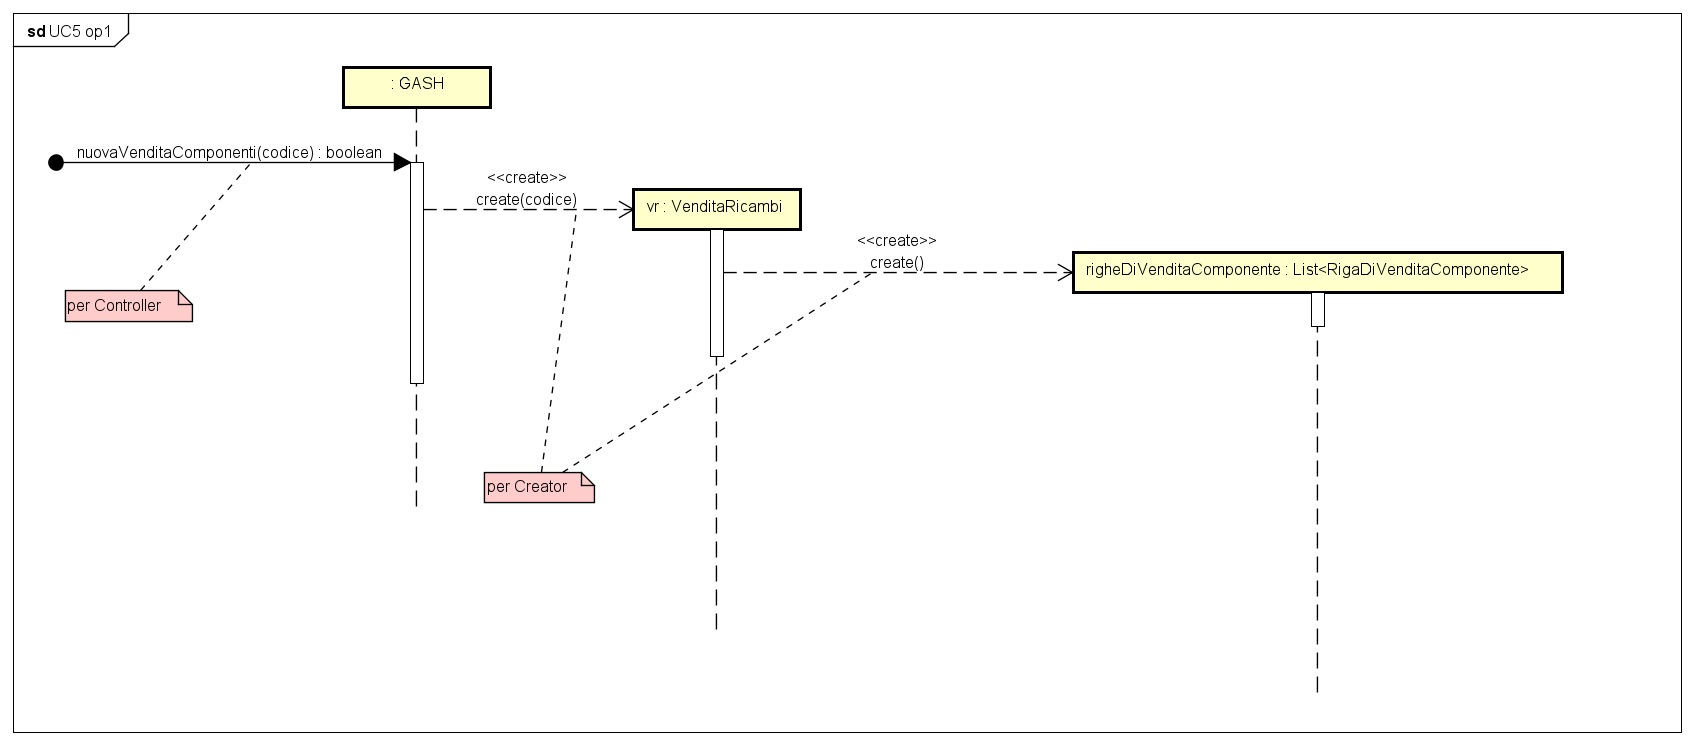 sd UC5 op1
: GASH
nuovaVenditaComponenti(codice) : boolean
<<create>>
create(codice)
vr : VenditaRicambi
<<create>>
create()
righeDiVenditaComponente : List<RigaDiVenditaComponente>
per Controller
per Creator